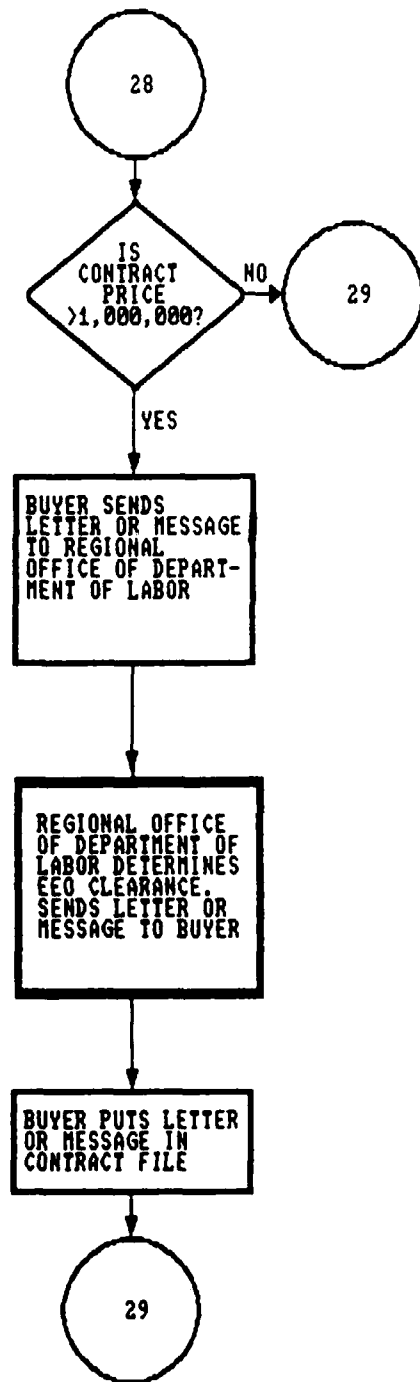 28
IS
CONTRACT
PRICE
>1,000,000?
NO
29
YES
BUYER SENDS
LETTER OR MESSAGE
TO REGIONAL
OFFICE OF DEPART-
MENT OF LABOR
REGIONAL OFFICE
OF DEPARTMENT OF
LABOR DETERMINES
EEO CLEARANCE.
SENDS LETTER OR
MESSAGE TO BUYER
BUYER PUTS LETTER
OR MESSAGE IN
CONTRACT FILE
29